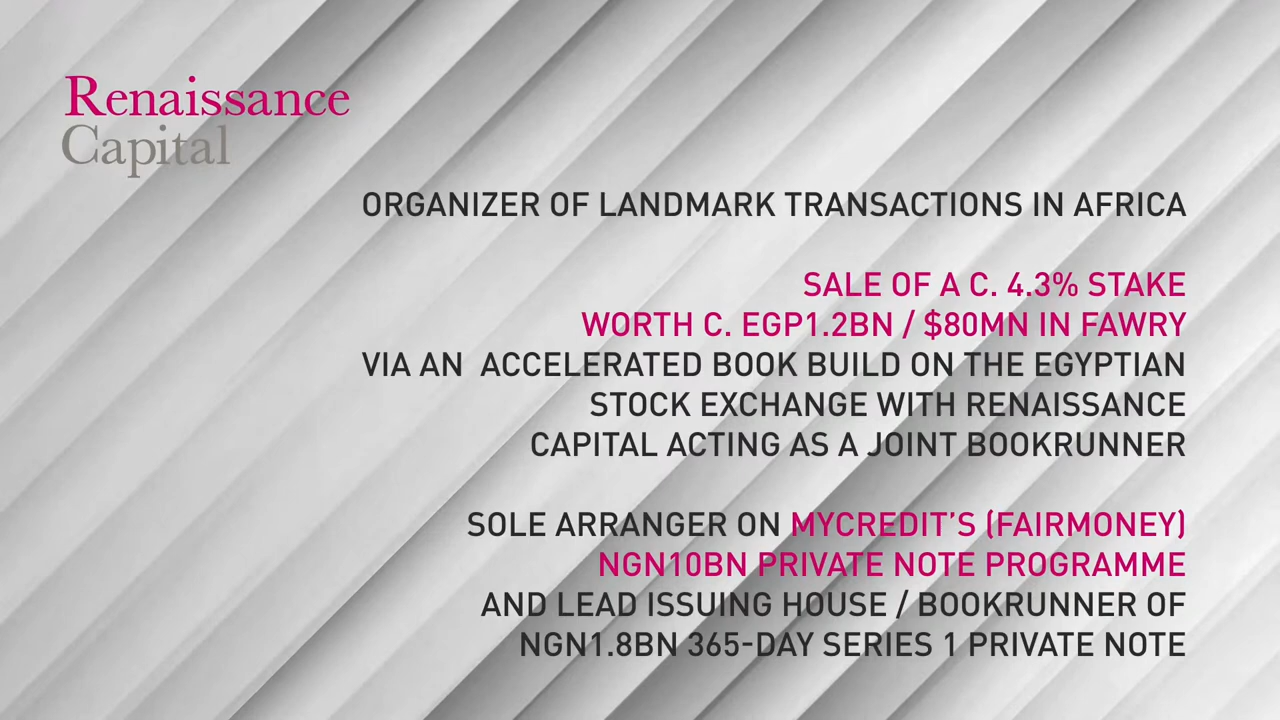 Renaissance
Capital
ORGANIZER OF LANDMARK TRANSACTIONS IN AFRICA
SALE OF A C. 4.3% STAKE
WORTH C. EGP1.2BN / $80MN IN FAWRY
VIA AN ACCELERATED BOOK BUILD ON THE EGYPTIAN
STOCK EXCHANGE WITH RENAISSANCE
CAPITAL ACTING AS A JOINT BOOKRUNNER
SOLE ARRANGER ON MYCREDIT'S (FAIRMONEY)
NGN10BN PRIVATE NOTE PROGRAMME
AND LEAD ISSUING HOUSE / BOOKRUNNER OF
NGN1.8BN 365-DAY SERIES 1 PRIVATE NOTE